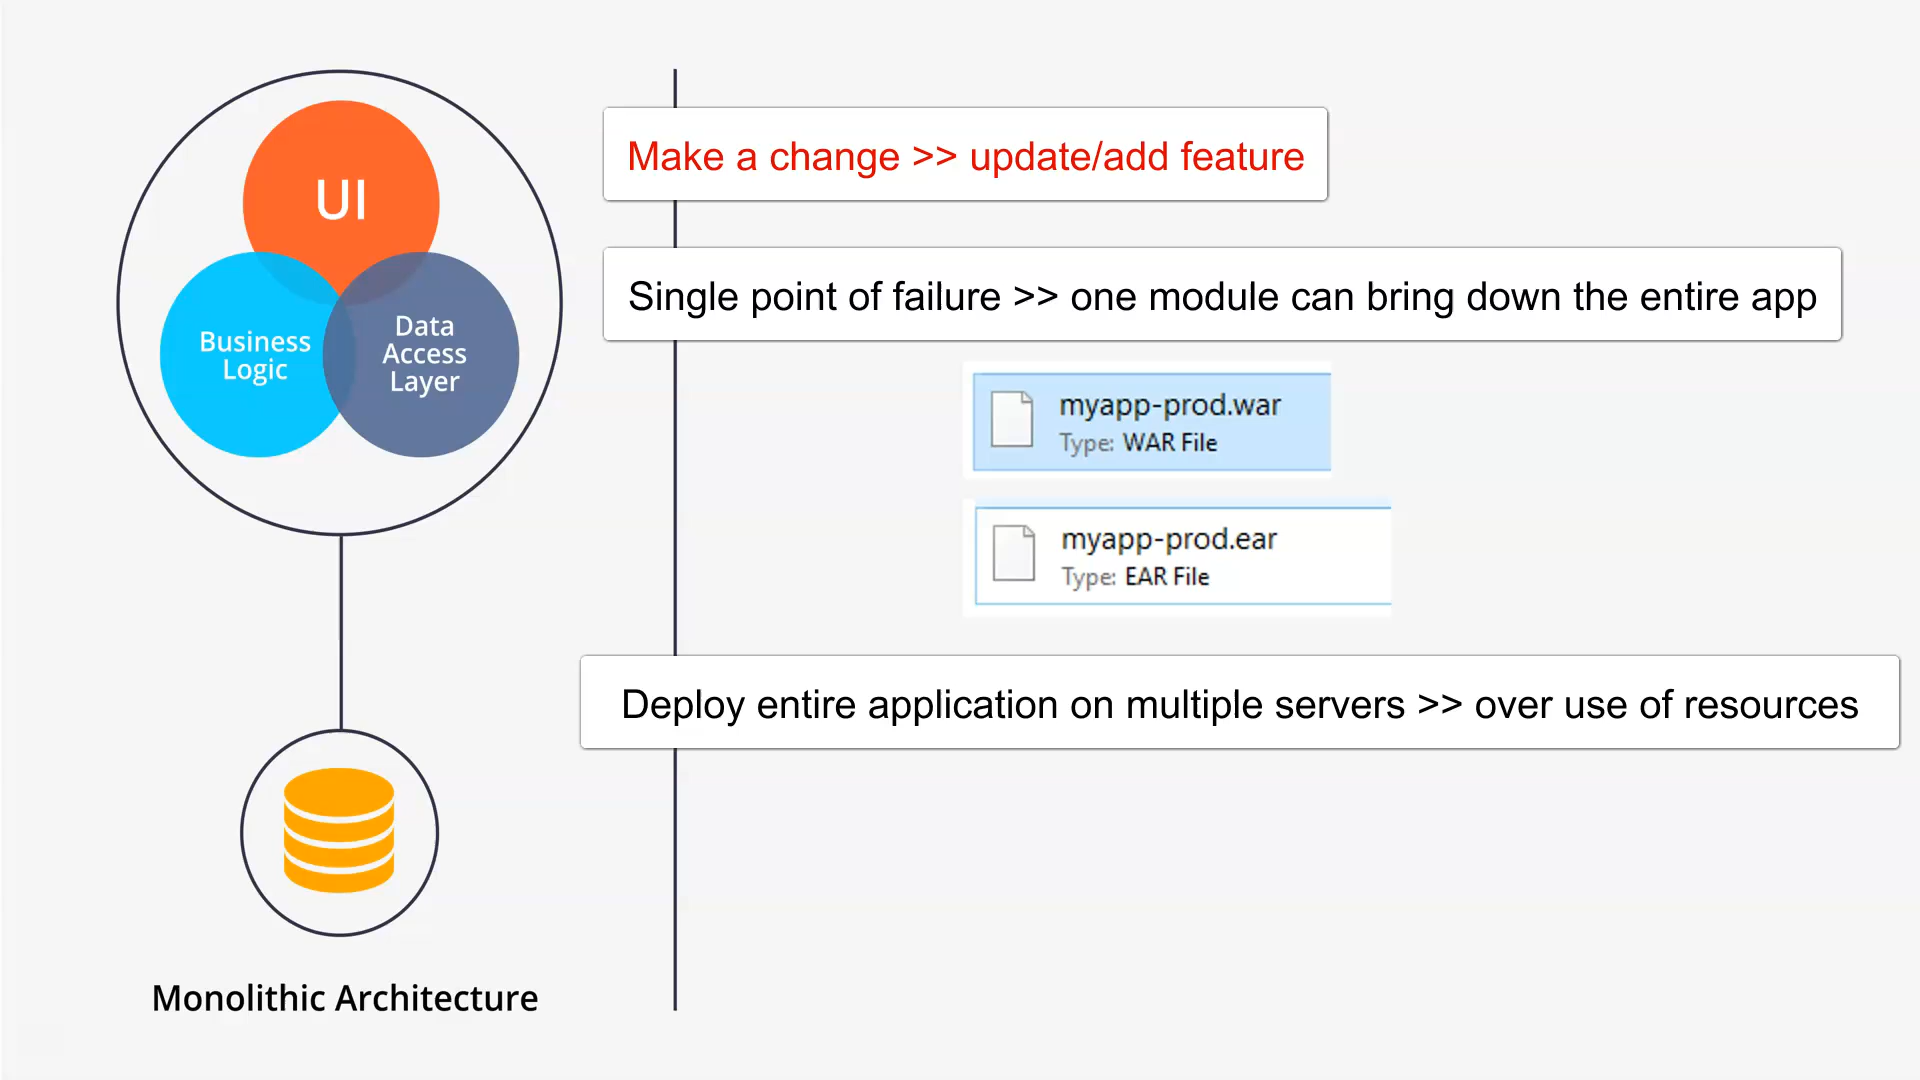 UI
Business
Logic
Data
Access
Layer
Monolithic Architecture
Make a change >> update/add feature
Single point of failure >> one module can bring down the entire app
myapp-prod.war
Type: WAR File
myapp-prod.ear
Type: EAR File
Deploy entire application on multiple servers >> over use of resources